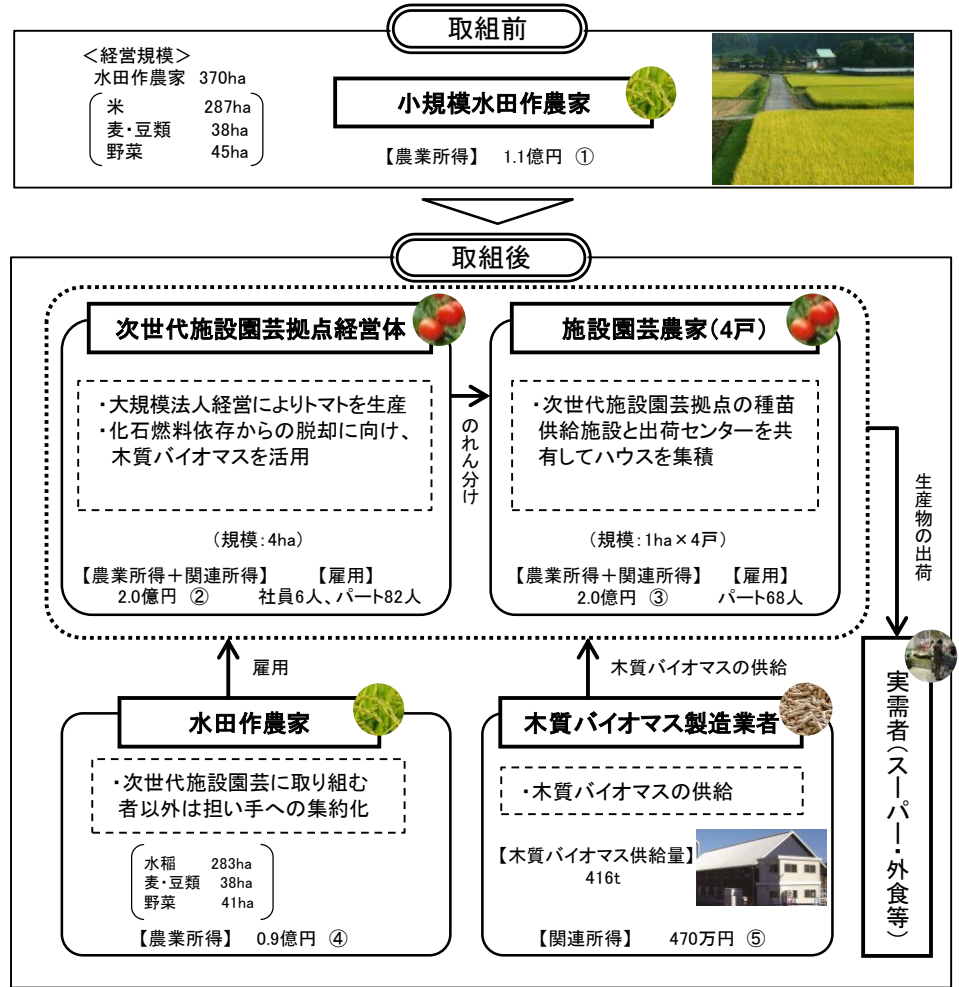 取組前
＜経営規模＞
水田作農家 370ha
米 287ha
麦・豆類 38ha
野菜 45ha
小規模水田作農家
【農業所得】 1.1億円 ①
取組後
次世代施設園芸拠点経営体
・大規模法人経営によりトマトを生産
・化石燃料依存からの脱却に向け、
木質バイオマスを活用
（規模：4ha）
【農業所得＋関連所得】 【雇用】
2.0億円 ② 社員6人、パート82人
のれん分け
施設園芸農家（4戸）
・次世代施設園芸拠点の種苗
供給施設と出荷センターを共
有してハウスを集積
（規模：1ha×4戸）
【農業所得＋関連所得】 【雇用】
2.0億円 ③ パート68人
生産物の出荷
雇用
木質バイオマスの供給
水田作農家
・次世代施設園芸に取り組む
者以外は担い手への集約化
水稲 283ha
麦・豆類 38ha
野菜 41ha
【農業所得】 0.9億円 ④
木質バイオマス製造業者
・木質バイオマスの供給
【木質バイオマス供給量】
416t
【関連所得】 470万円 ⑤
実需者（スーパー・外食等）